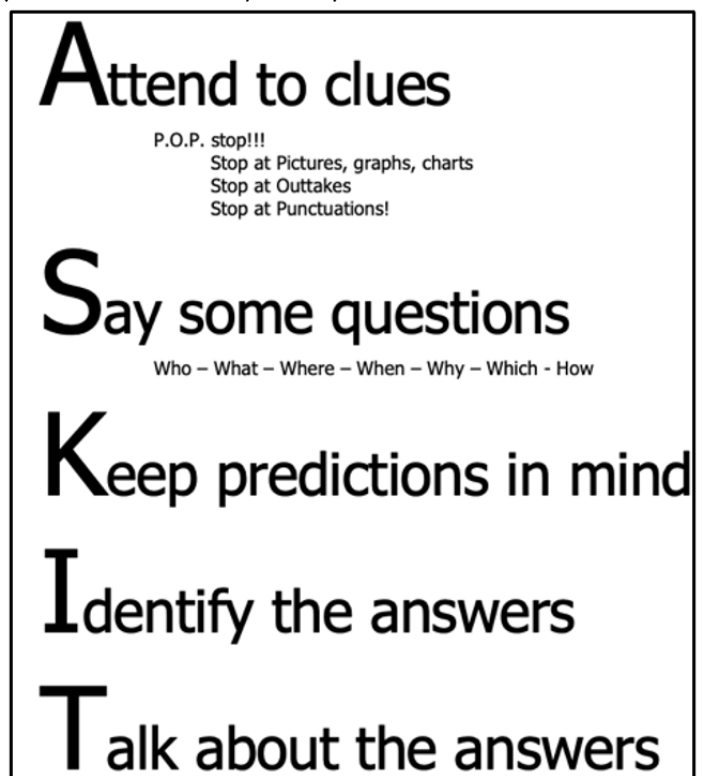 Attend to clues
P.O.P. stop!!!
Stop at Pictures, graphs, charts
Stop at Outtakes
Stop at Punctuations!
Say some questions
Who – What – Where – When – Why – Which - How
Keep predictions in mind
Identify the answers
Talk about the answers